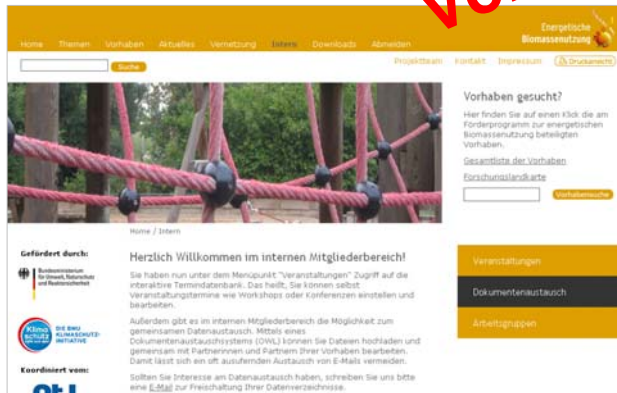 Vo
Energetische
Biomassenutzung
Home Themen Vorhaben Aktuelles Vernetzung Intern Downloads Abmelden
Suche
Projektteam Kontakt Impressum Druckansicht
Vorhaben gesucht?
Hier finden Sie auf einen Klick die am
Förderprogramm zur energetischen
Biomassenutzung beteiligten
Vorhaben.
Gesamtliste der Vorhaben
Forschungslandkarte
Vorhabensuche
Home / Intern
Gefördert durch:
Bundesministerium
für Umwelt, Naturschutz
und Reaktorsicherheit
Klima
schutz
DIE BMU
KLIMASCHUTZ-
INITIATIVE
Koordiniert vom:
Herzlich Willkommen im internen Mitgliederbereich!
Sie haben nun unter dem Menüpunkt "Veranstaltungen" Zugriff auf die
interaktive Termindatenbank. Das heißt, Sie können selbst
Veranstaltungstermine wie Workshops oder Konferenzen einstellen und
bearbeiten.
Außerdem gibt es im internen Mitgliederbereich die Möglichkeit zum
gemeinsamen Datenaustausch. Mittels eines
Dokumentenaustauschsystems (OWL) können Sie Dateien hochladen und
gemeinsam mit Partnerinnen und Partnern Ihrer Vorhaben bearbeiten.
Damit lässt sich ein oft ausufernden Austausch von E-Mails vermeiden.
Sollten Sie Interesse am Datenaustausch haben, schreiben Sie uns bitte
eine E-Mail zur Freischaltung Ihrer Datenverzeichnisse.
Veranstaltungen
Dokumentenaustausch
Arbeitsgruppen